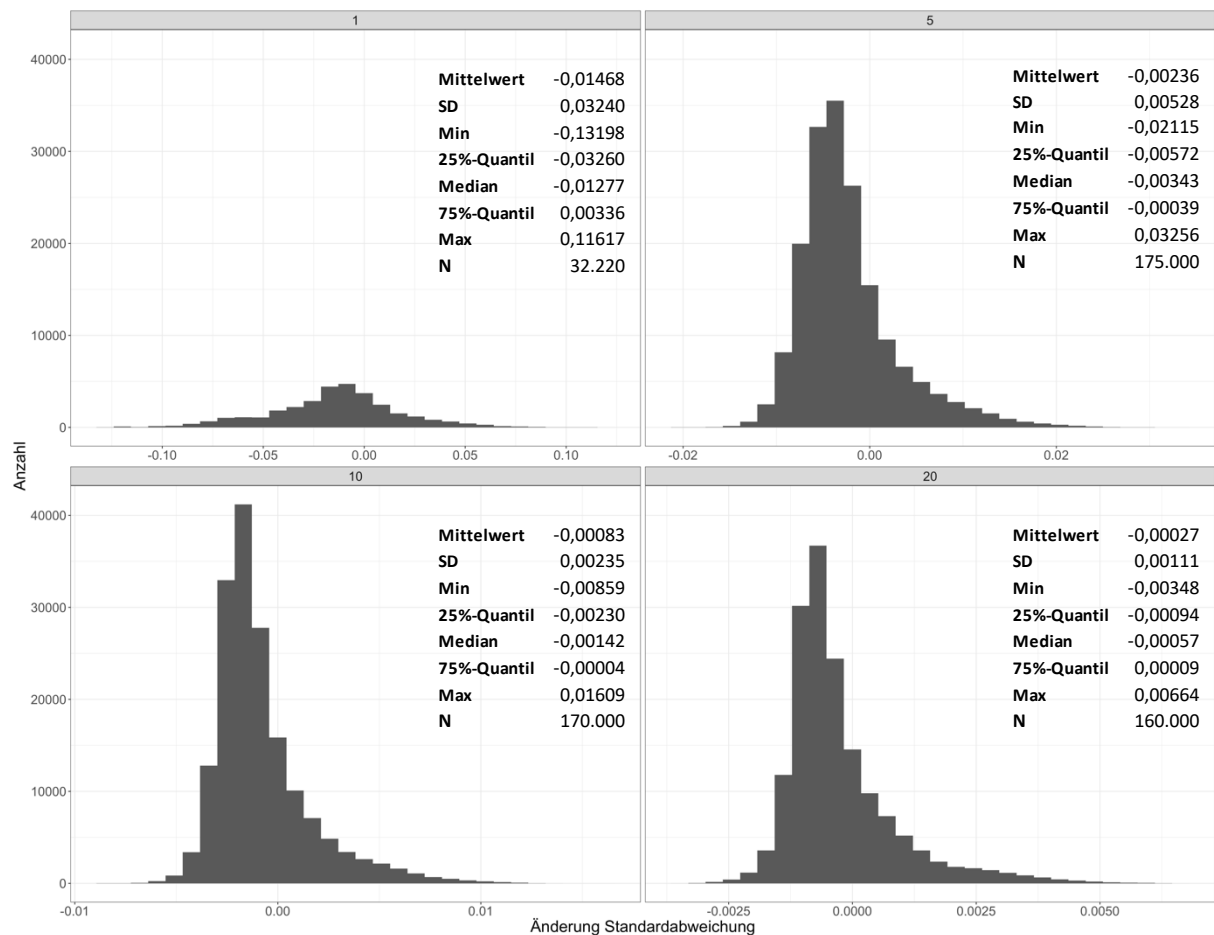 1
40000
30000
20000
10000
0
-0.10
-0.05
0.00
0.05
0.10
Mittelwert -0,01468
SD 0,03240
Min -0,13198
25%-Quantil -0,03260
Median -0,01277
75%-Quantil 0,00336
Max 0,11617
N 32.220
5
-0.02
0.00
0.02
Mittelwert -0,00236
SD 0,00528
Min -0,02115
25%-Quantil -0,00572
Median -0,00343
75%-Quantil -0,00039
Max 0,03256
N 175.000
Anzahl
10
40000
30000
20000
10000
0
-0.01
0.00
0.01
Mittelwert -0,00083
SD 0,00235
Min -0,00859
25%-Quantil -0,00230
Median -0,00142
75%-Quantil -0,00004
Max 0,01609
N 170.000
20
-0.0025
0.0000
0.0025
0.0050
Mittelwert -0,00027
SD 0,00111
Min -0,00348
25%-Quantil -0,00094
Median -0,00057
75%-Quantil 0,00009
Max 0,00664
N 160.000
Änderung Standardabweichung